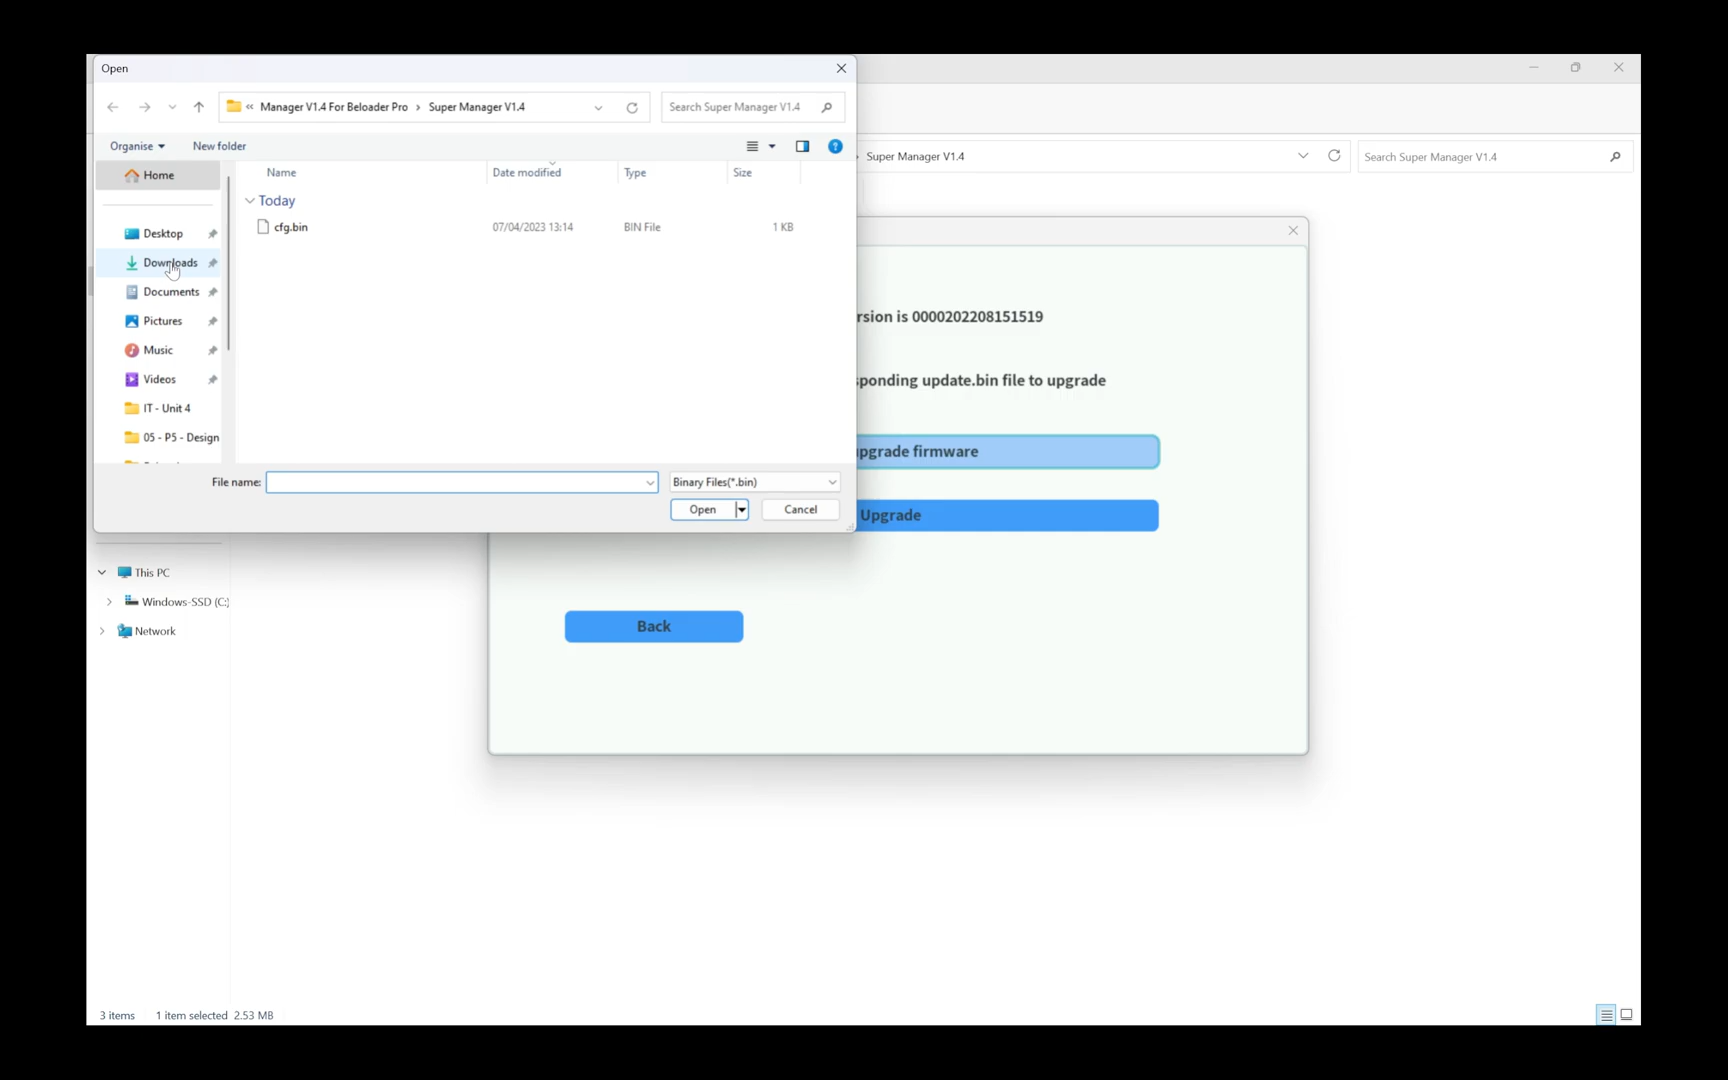 Open
« Manager V1.4 For Beloader Pro › Super Manager V1.4
Search Super Manager V1.4
Organise
New folder
Home
Desktop
Downloads
Documents
Pictures
Music
Videos
IT - Unit 4
05 - P5 - Design
Name
Date modified
Type
Size
Today
cfg.bin
07/04/2023 13:14
BIN File
1 KB
File name:
Binary Files(*.bin)
Open
Cancel
Super Manager V1.4
Search Super Manager V1.4
rsion is 0000202208151519
sponding update.bin file to upgrade
pgrade firmware
Upgrade
Back
This PC
Windows-SSD (C:)
Network
3 items
1 item selected 2.53 MB